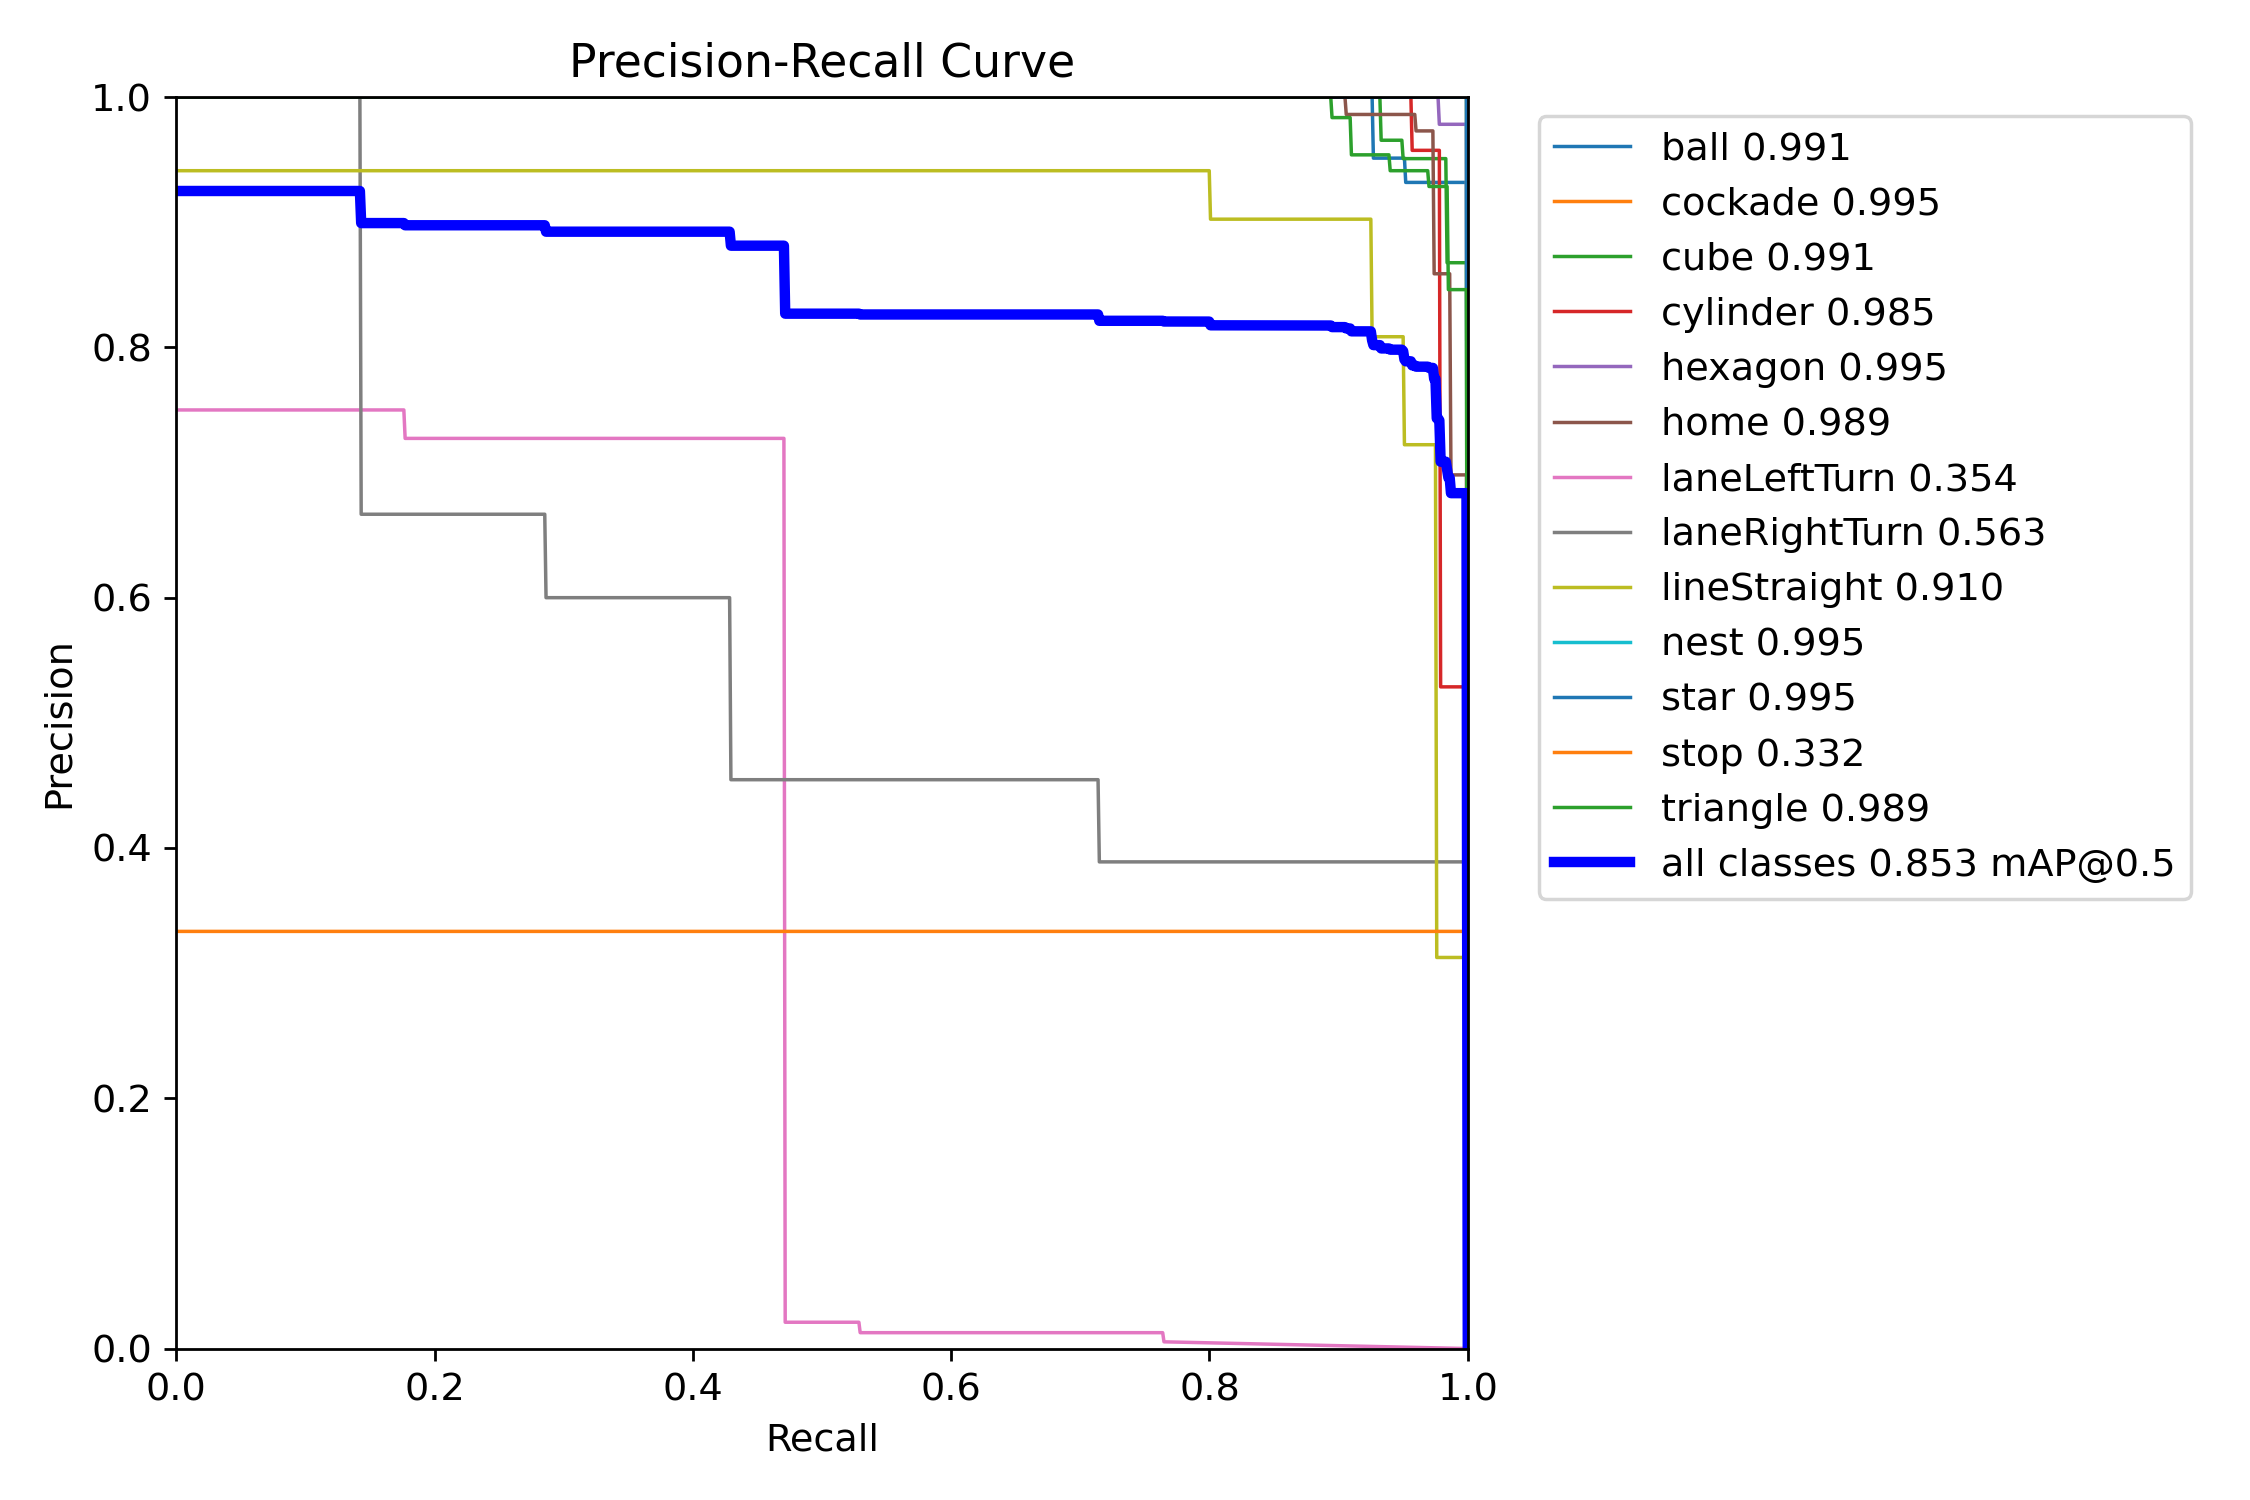 Precision-Recall Curve
1.0
0.8
0.6
0.4
0.2
0.0
Precision
0.0 0.2 0.4 0.6 0.8 1.0
Recall
ball 0.991
cockade 0.995
cube 0.991
cylinder 0.985
hexagon 0.995
home 0.989
laneLeftTurn 0.354
laneRightTurn 0.563
lineStraight 0.910
nest 0.995
star 0.995
stop 0.332
triangle 0.989
all classes 0.853 mAP@0.5